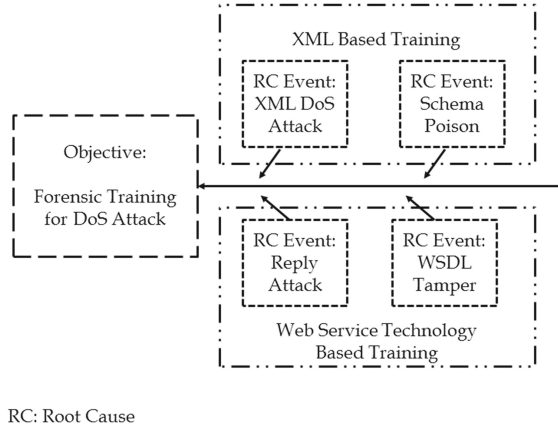 XML Based Training
RC Event:
XML DoS
Attack
RC Event:
Schema
Poison
Objective:
Forensic Training
for DoS Attack
RC Event:
Reply
Attack
RC Event:
WSDL
Tamper
Web Service Technology
Based Training
RC: Root Cause